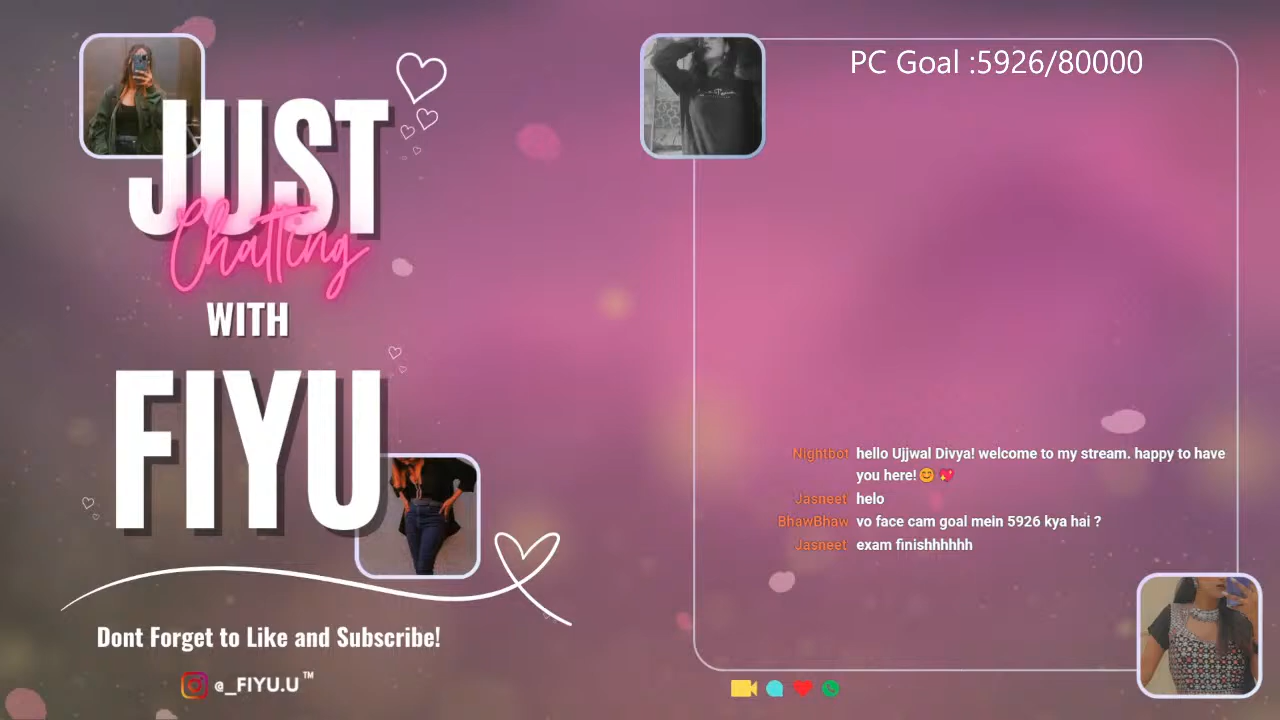 JUST
Chatting
WITH
FIYU
Dont Forget to Like and Subscribe!
@_FIYU.U™
PC Goal :5926/80000
Nightbot hello Ujjwal Divya! welcome to my stream. happy to have
you here!😊 💖
Jasneet helo
BhawBhaw vo face cam goal mein 5926 kya hai ?
Jasneet exam finishhhhhh